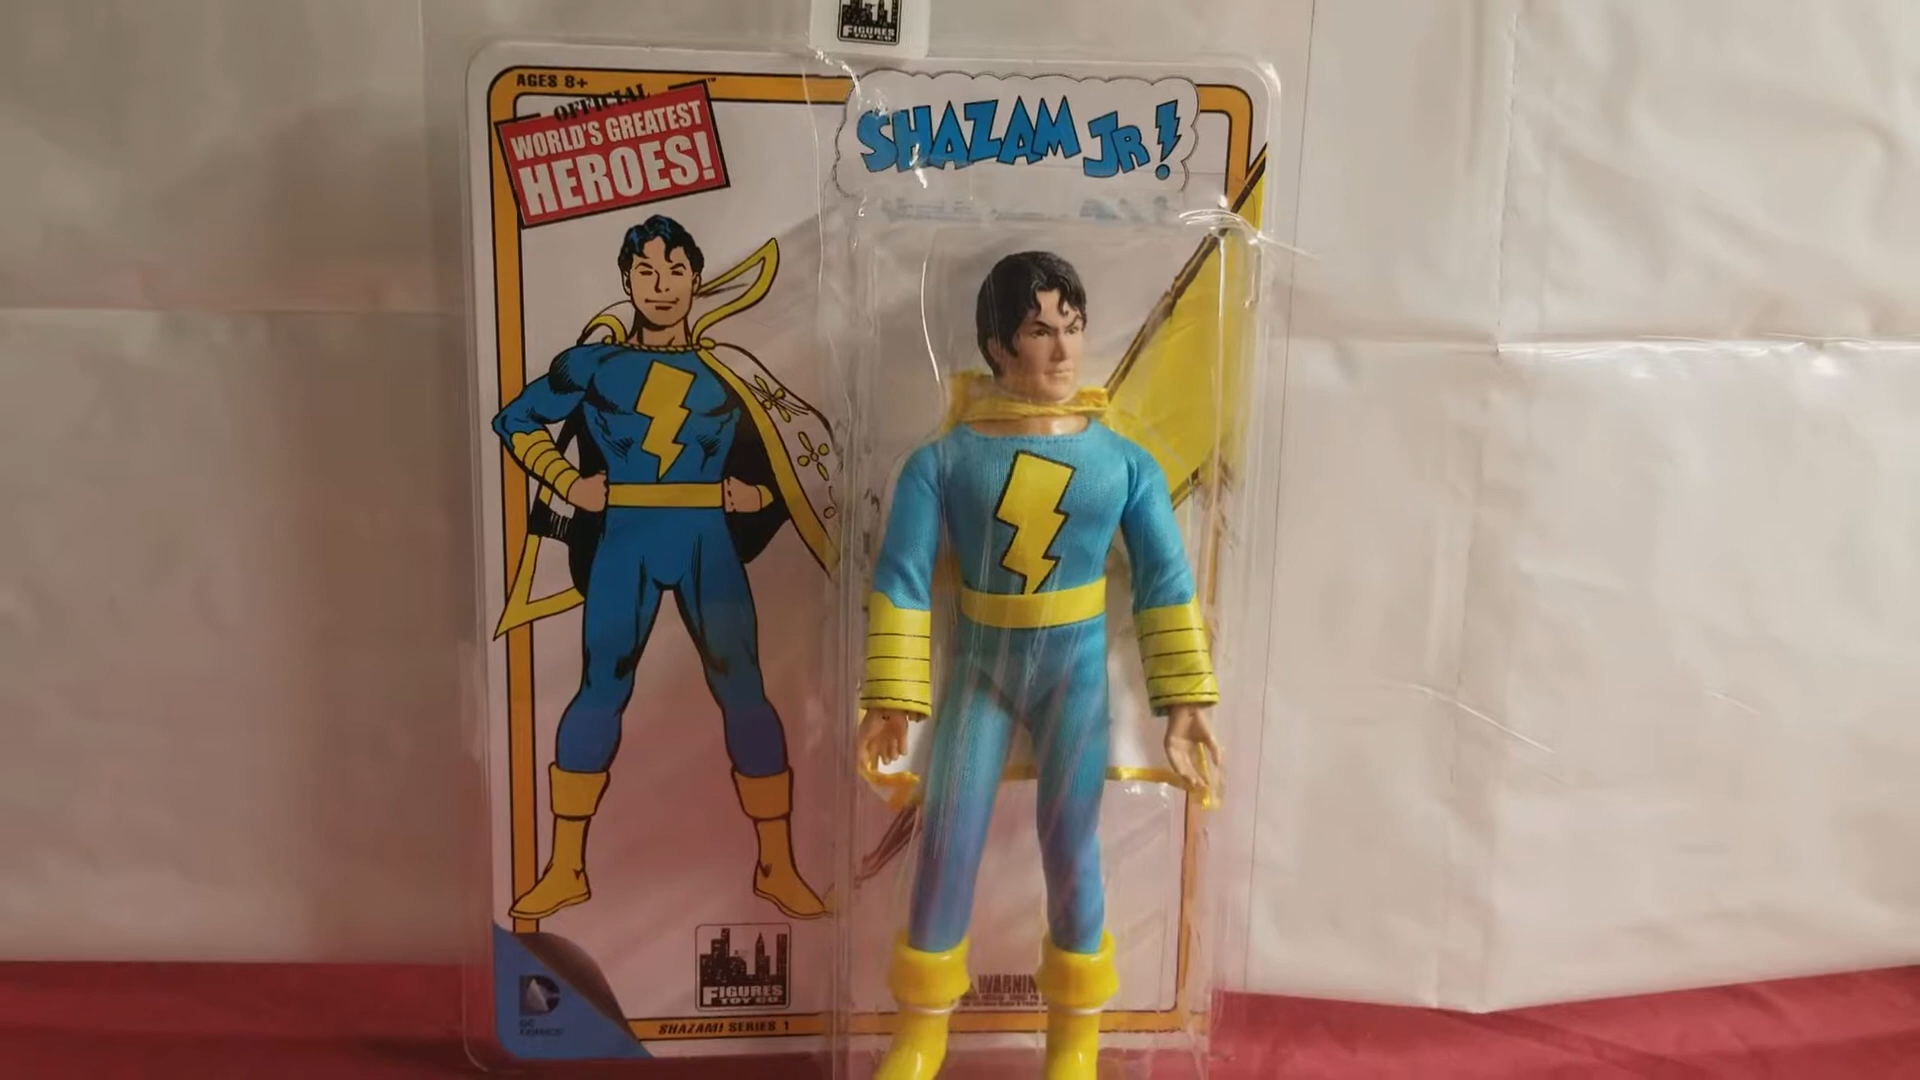 FIGURES
TOY CO.
AGES 8+
OFFICIAL
WORLD'S GREATEST
HEROES!
SHAZAM JR!
FIGURES
TOY CO.
DC
COMICS
SHAZAM! SERIES 1
WARNIN